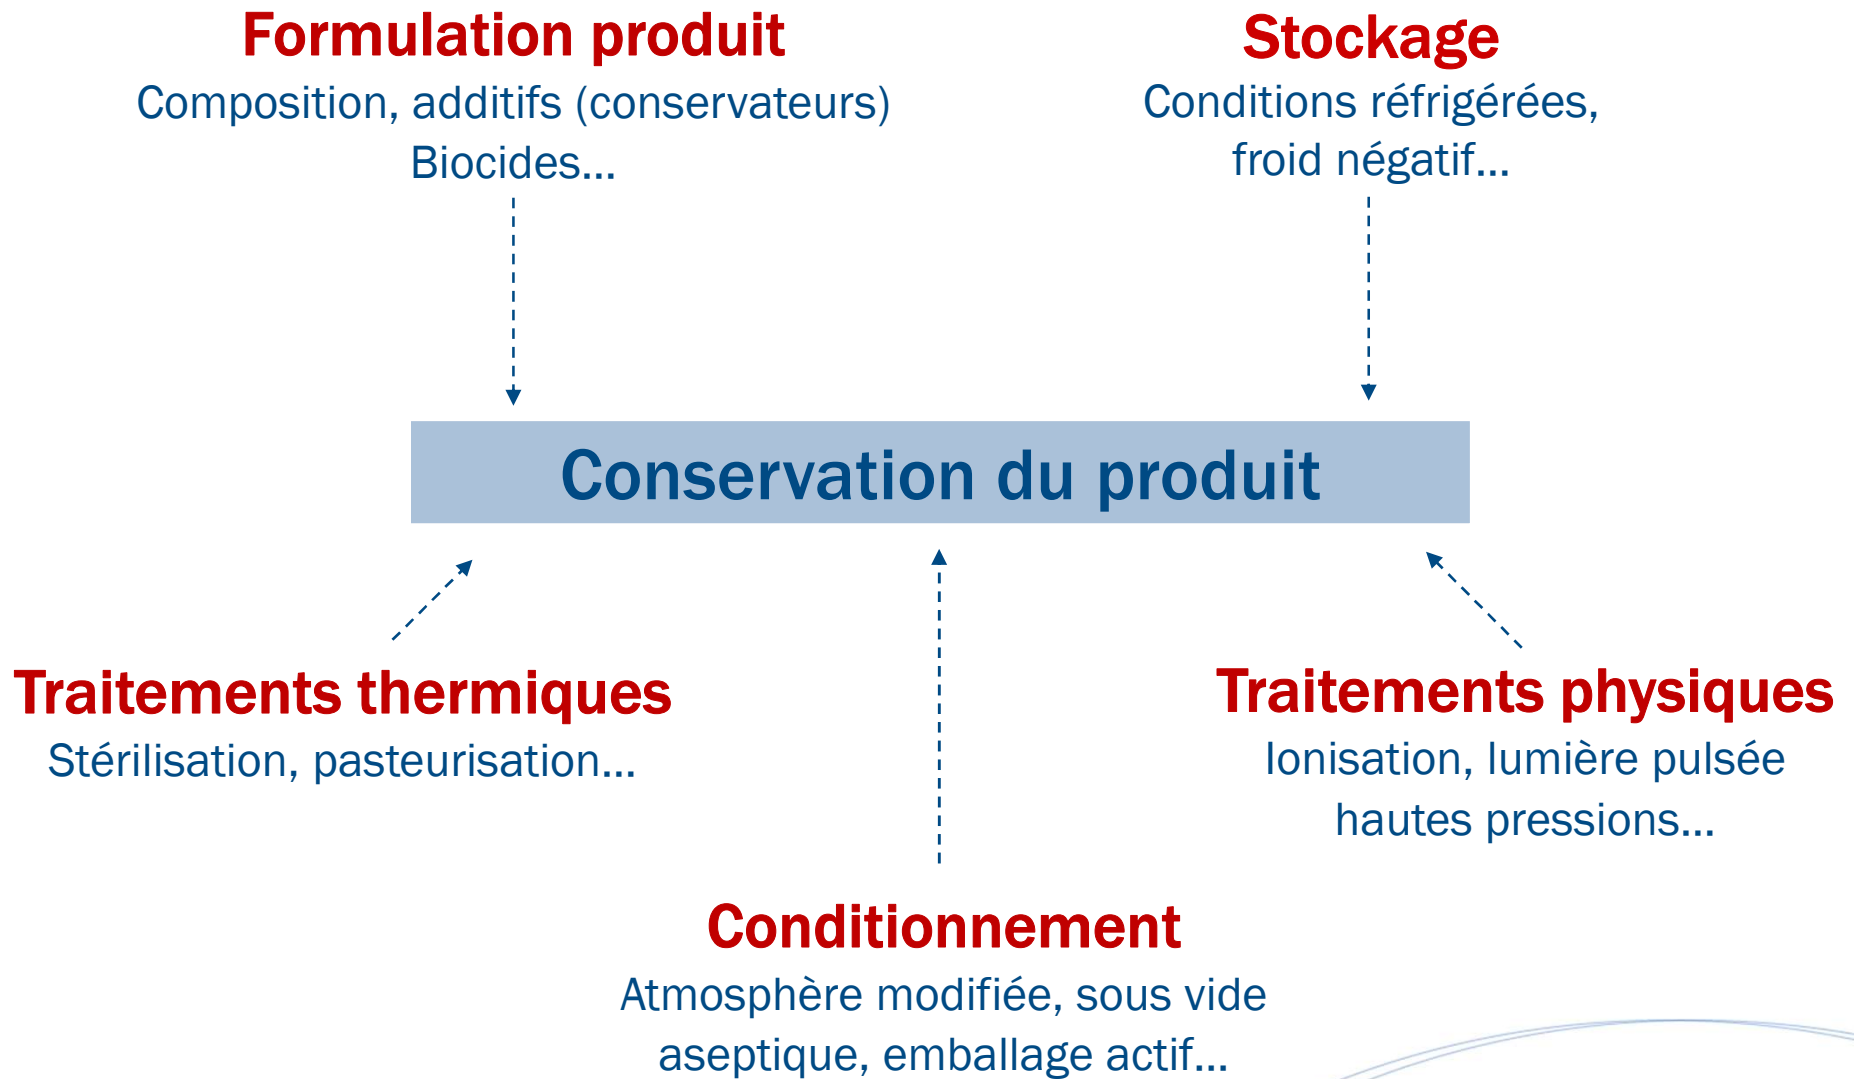 Formulation produit
Composition, additifs (conservateurs)
Biocides...
Stockage
Conditions réfrigérées,
froid négatif...
Conservation du produit
Traitements thermiques
Stérilisation, pasteurisation...
Traitements physiques
Ionisation, lumière pulsée
hautes pressions...
Conditionnement
Atmosphère modifiée, sous vide
aseptique, emballage actif...